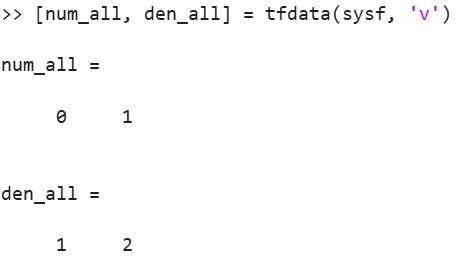 >> [num_all, den_all] = tfdata(sysf, 'v')
num_all =
0 1
den_all =
1 2